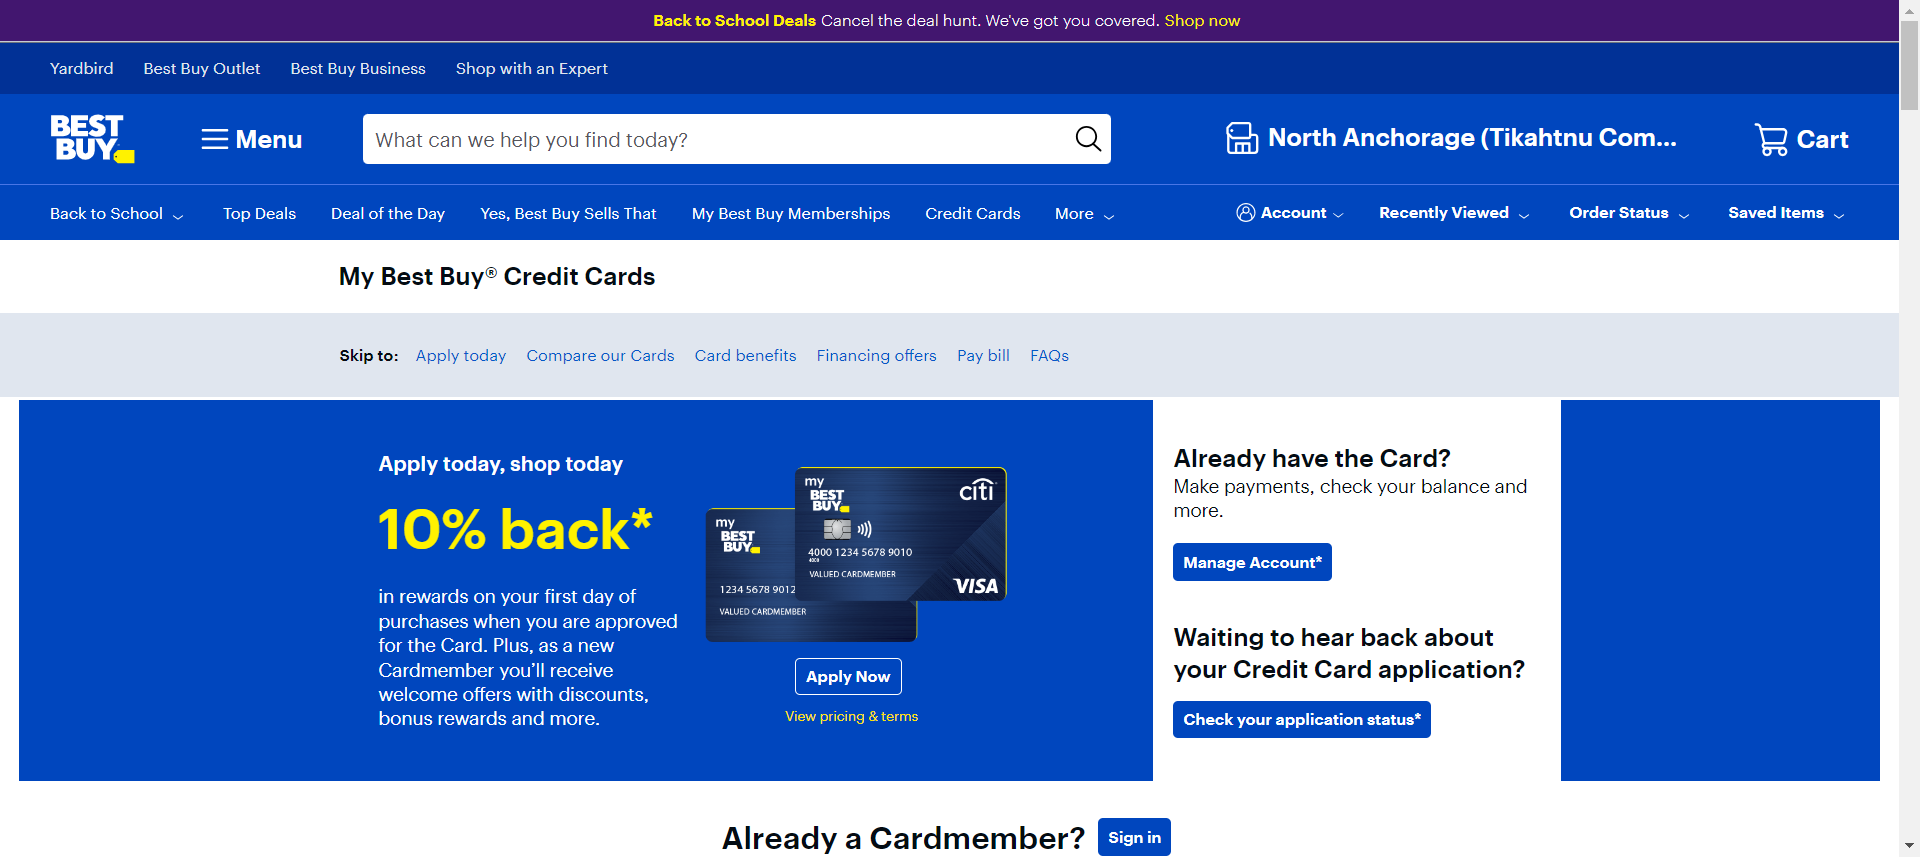 Back to School Deals Cancel the deal hunt. We've got you covered. Shop now
Yardbird Best Buy Outlet Best Buy Business Shop with an Expert
BEST BUY
Menu
What can we help you find today?
North Anchorage (Tikahtnu Com...
Cart
Back to School Top Deals Deal of the Day Yes, Best Buy Sells That My Best Buy Memberships Credit Cards More
Account Recently Viewed Order Status Saved Items
My Best Buy® Credit Cards
Skip to: Apply today Compare our Cards Card benefits Financing offers Pay bill FAQs
Apply today, shop today
10% back*
in rewards on your first day of
purchases when you are approved
for the Card. Plus, as a new
Cardmember you'll receive
welcome offers with discounts,
bonus rewards and more.
my
BEST
BUY
1234 5678 9012
VALUED CARDMEMBER
my
BEST
BUY
citi
4000 1234 5678 9010
4000
VALUED CARDMEMBER
VISA
Apply Now
View pricing & terms
Already have the Card?
Make payments, check your balance and
more.
Manage Account*
Waiting to hear back about
your Credit Card application?
Check your application status*
Already a Cardmember? Sign in